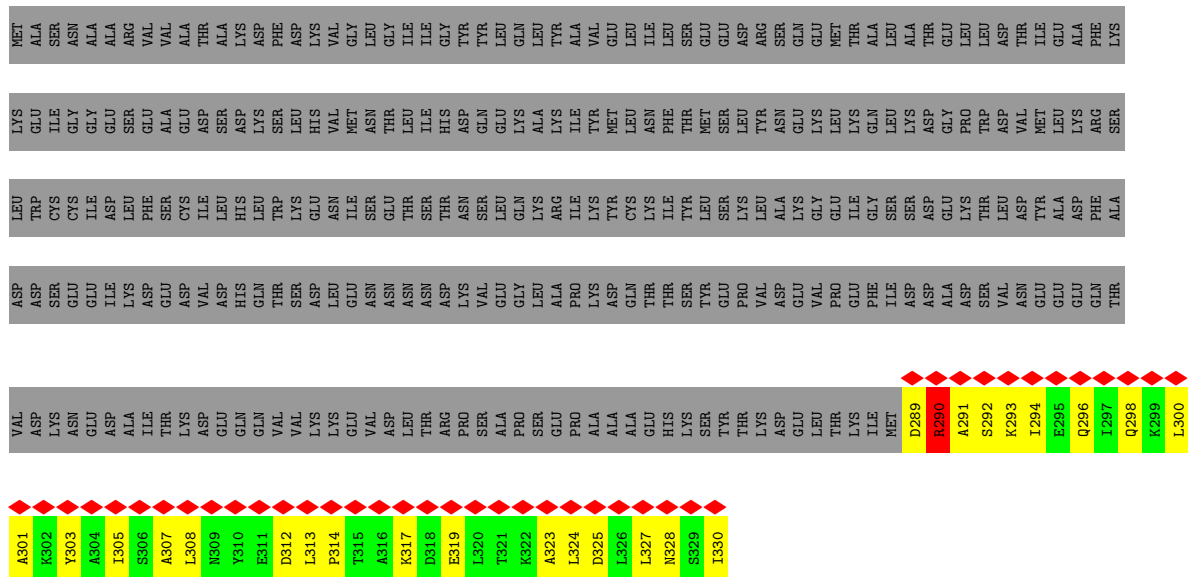 MET ALA SER ASN ALA ALA ARG VAL VAL ALA THR ALA LYS ASP PHE ASP LYS VAL GLY LEU GLY ILE ILE GLY TYR TYR LEU GLN LEU TYR ALA VAL GLU LEU ILE LEU SER GLU GLU ASP ARG SER GLN GLU MET THR ALA LEU ALA THR GLU LEU LEU ASP THR ILE GLU ALA PHE LYS
LYS GLU ILE GLY GLY GLU SER GLU ALA GLU ASP SER ASP LYS SER LEU HIS VAL MET ASN THR LEU ILE HIS ASP GLN GLU LYS ALA LYS ILE TYR MET LEU ASN PHE THR MET SER LEU TYR ASN GLU LYS LEU LYS GLN LEU LYS ASP GLY PRO TRP ASP VAL MET LEU LYS ARG SER
LEU TRP CYS CYS ILE ASP LEU PHE SER CYS ILE LEU HIS LEU TRP LYS GLU ASN ILE SER GLU THR SER THR ASN SER LEU GLN LYS ARG ILE LYS TYR CYS LYS ILE TYR LEU SER LYS LEU ALA LYS GLY GLU ILE GLY SER SER ASP GLU LYS THR LEU ASP TYR ALA ASP PHE ALA
ASP ASP SER GLU GLU ILE LYS ASP GLU ASP VAL ASP HIS GLN THR SER ASP LEU GLU ASN ASN ASN ASN ASP LYS VAL GLU GLY LEU ALA PRO LYS ASP GLN THR THR SER TYR GLU PRO VAL ASP GLU VAL PRO GLU PHE ILE ASP ASP ALA ASP SER VAL ASN GLU GLU GLU GLN THR
VAL ASP LYS ASN GLU ASP ALA ILE THR LYS ASP GLU GLN GLN VAL VAL LYS LYS GLU VAL ASP LEU THR ARG PRO SER ALA PRO SER GLU PRO ALA ALA ALA GLU HIS LYS SER TYR THR LYS ASP GLU LEU THR LYS ILE MET D289 R290 A291 S292 K293 I294 E295 Q296 I297 Q298 K299 L300
A301 K302 Y303 A304 I305 S306 A307 L308 N309 Y310 E311 D312 L313 P314 T315 A316 K317 D318 E319 L320 T321 K322 A323 L324 D325 L326 L327 N328 S329 I330